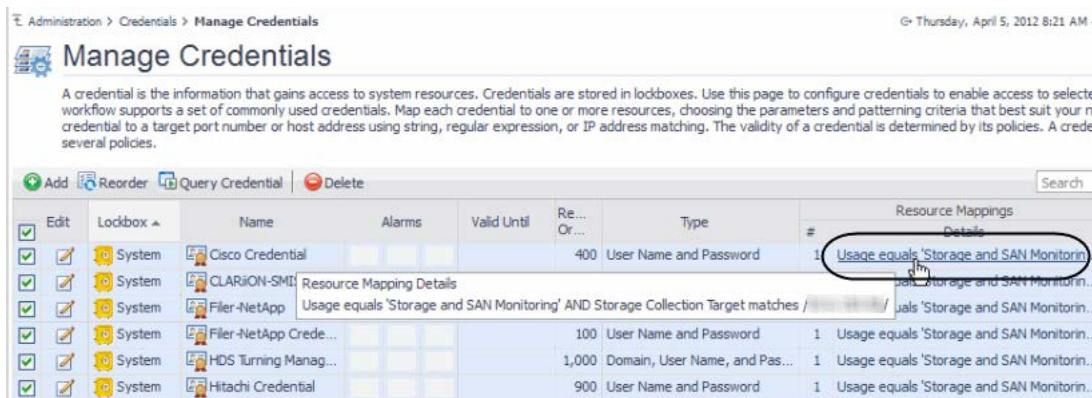 Administration > Credentials > Manage Credentials
Thursday, April 5, 2012 8:21 AM
Manage Credentials
A credential is the information that gains access to system resources. Credentials are stored in lockboxes. Use this page to configure credentials to enable access to selecte
workflow supports a set of commonly used credentials. Map each credential to one or more resources, choosing the parameters and patterning criteria that best suit your n
credential to a target port number or host address using string, regular expression, or IP address matching. The validity of a credential is determined by its policies. A crede
several policies.
Add Reorder Query Credential Delete Search
Edit Lockbox Name Alarms Valid Until Re... Or... Type Resource Mappings
# Details
System Cisco Credential 400 User Name and Password 1 Usage equals 'Storage and SAN Monitorin
System CLARiiON-SMI
Resource Mapping Details
Usage equals 'Storage and SAN Monitoring' AND Storage Collection Target matches / /
uals 'Storage and SAN Monitorin...
System Filer-NetApp uals 'Storage and SAN Monitorin...
System Filer-NetApp Crede... 100 User Name and Password 1 Usage equals 'Storage and SAN Monitorin...
System HDS Turning Manag... 1,000 Domain, User Name, and Pas... 1 Usage equals 'Storage and SAN Monitorin...
System Hitachi Credential 900 User Name and Password 1 Usage equals 'Storage and SAN Monitorin...